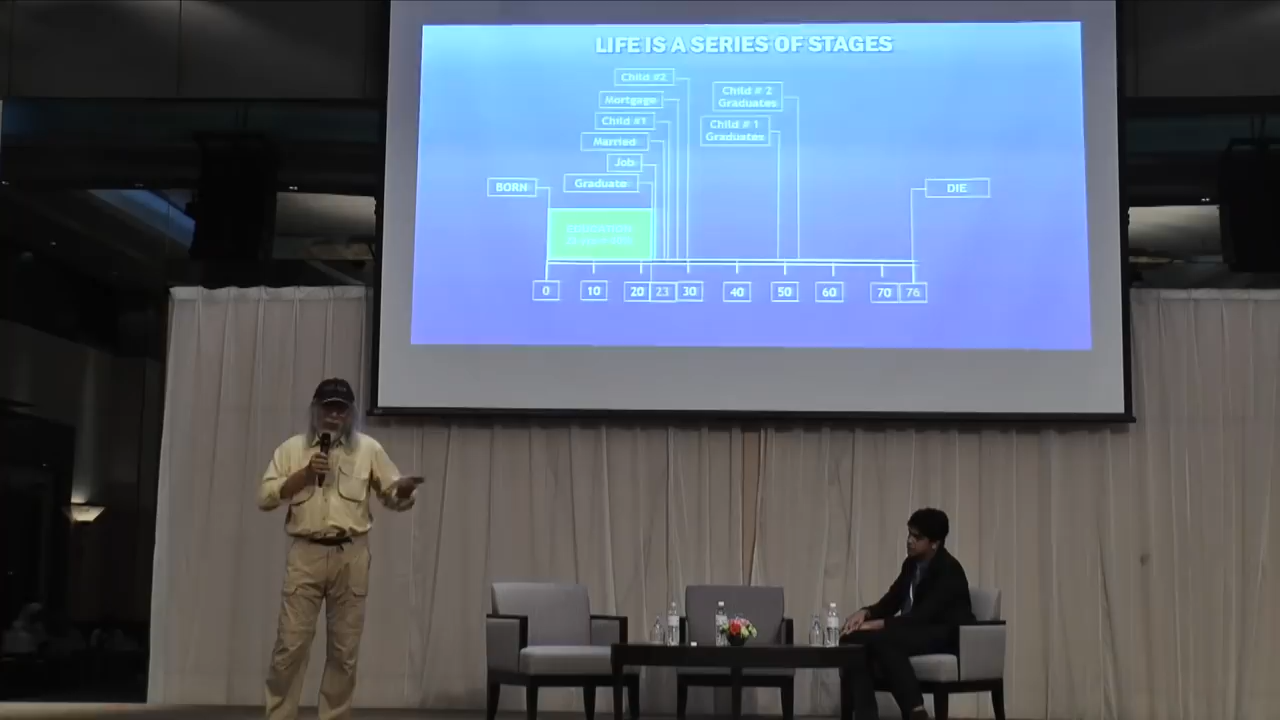 LIFE IS A SERIES OF STAGES
Child #2
Mortgage
Child #1
Married
Job
Graduate
Child # 2
Graduates
Child # 1
Graduates
BORN
DIE
EDUCATION
0 10 20 23 30 40 50 60 70 76